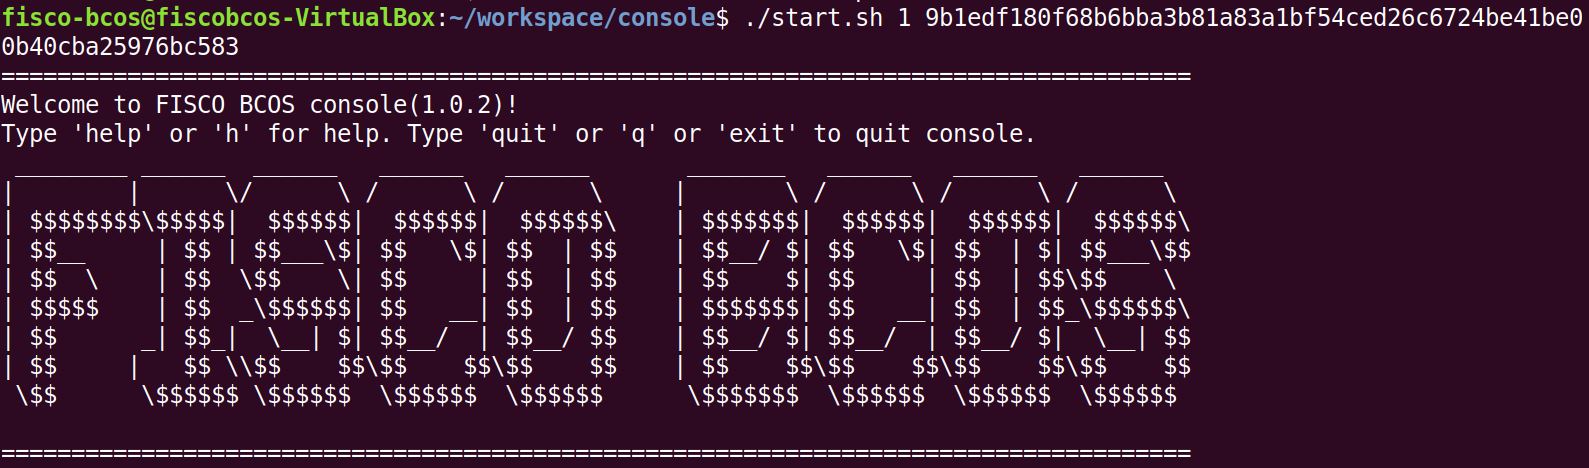 fisco-bcos@fiscobcos-VirtualBox:~/workspace/console$ ./start.sh 1 9b1edf180f68b6bba3b81a83a1bf54ced26c6724be41be0
0b40cba25976bc583
=====================================================================================
Welcome to FISCO BCOS console(1.0.2)!
Type 'help' or 'h' for help. Type 'quit' or 'q' or 'exit' to quit console.
 ________ ______  ______   ______   ______       _______   ______   ______   ______
|        |      \/      \ /      \ /      \     |       \ /      \ /      \ /      \
| $$$$$$$$\$$$$$|  $$$$$$|  $$$$$$|  $$$$$$\    | $$$$$$$|  $$$$$$|  $$$$$$|  $$$$$$\
| $$__     | $$ | $$___\$| $$   \$| $$  | $$    | $$__/ $| $$   \$| $$  | $| $$___\$$
| $$  \    | $$  \$$    \| $$     | $$  | $$    | $$    $| $$     | $$  | $$\$$    \
| $$$$$    | $$  _\$$$$$$| $$   __| $$  | $$    | $$$$$$$| $$   __| $$  | $$_\$$$$$$\
| $$      _| $$_|  \__| $| $$__/  | $$__/ $$    | $$__/ $| $$__/  | $$__/ $|  \__| $$
| $$     |   $$ \\$$    $$\$$    $$\$$    $$    | $$    $$\$$    $$\$$    $$\$$    $$
 \$$      \$$$$$$ \$$$$$$  \$$$$$$  \$$$$$$      \$$$$$$$  \$$$$$$  \$$$$$$  \$$$$$$
=====================================================================================